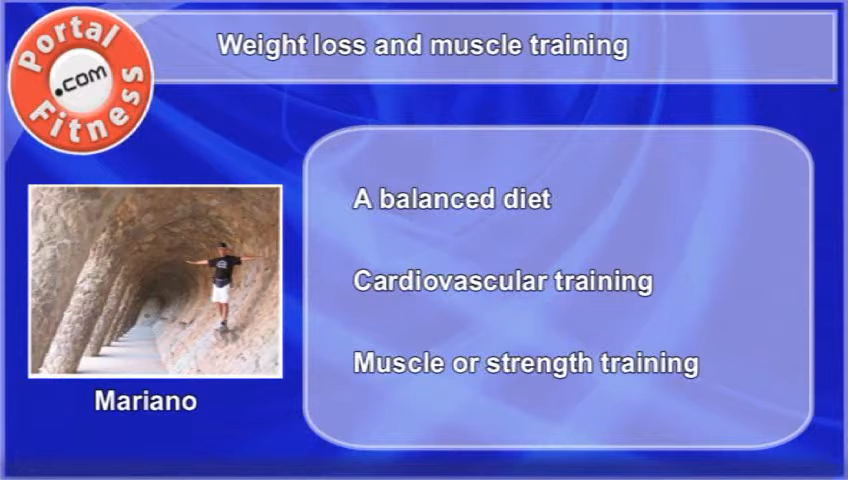 Portal
.com
Fitness
Weight loss and muscle training
A balanced diet
Cardiovascular training
Muscle or strength training
Mariano